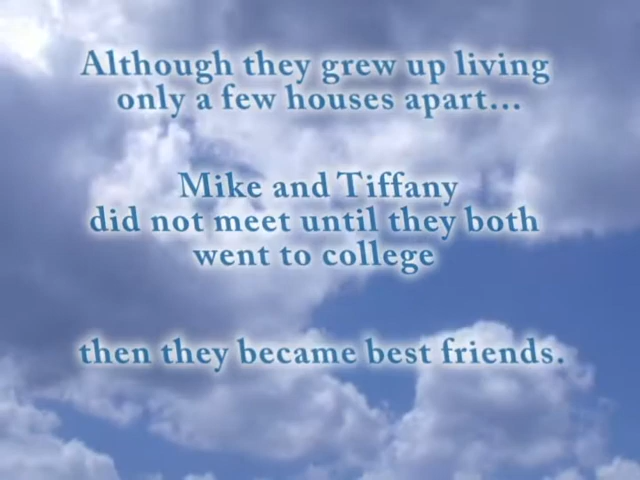 Although they grew up living
only a few houses apart...
Mike and Tiffany
did not meet until they both
went to college
then they became best friends.